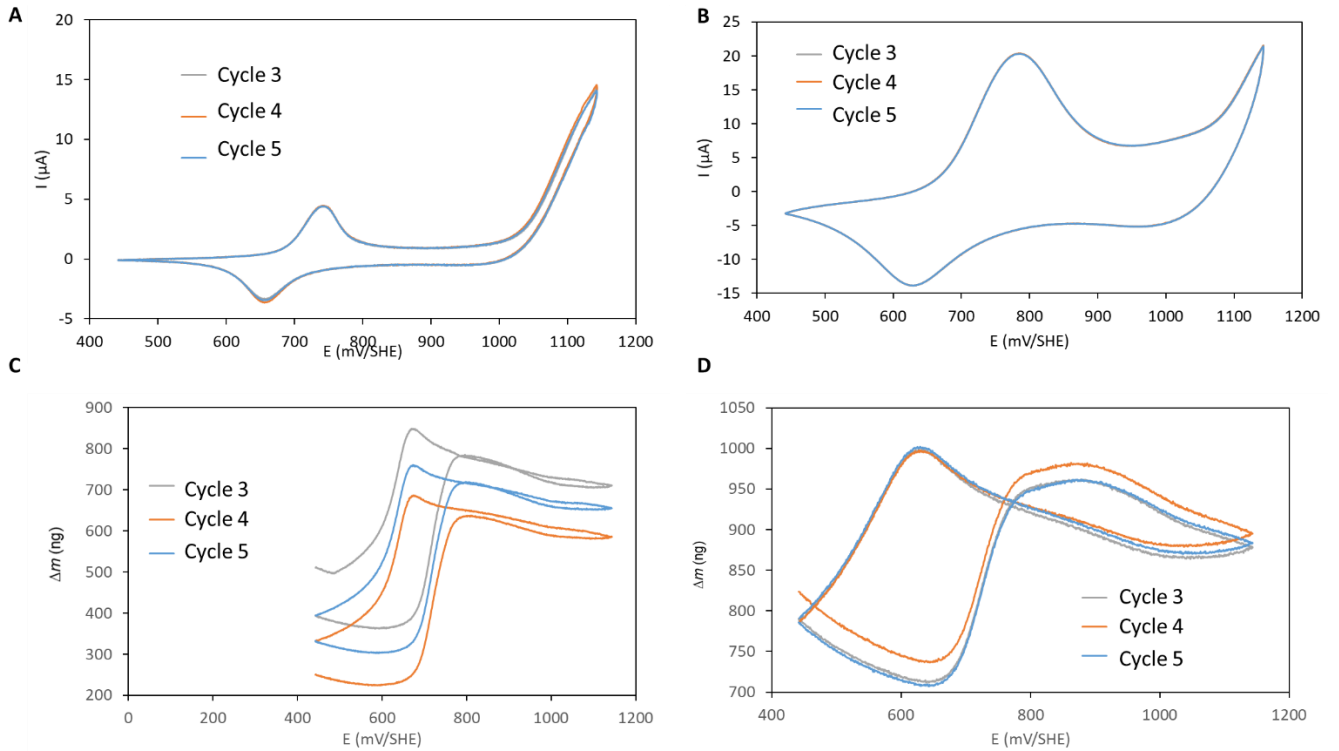 A
20
15
10
5
0
-5
I (µA)
Cycle 3
Cycle 4
Cycle 5
400 500 600 700 800 900 1000 1100 1200
E (mV/SHE)
B
25
20
15
10
5
0
-5
-10
-15
I (µA)
Cycle 3
Cycle 4
Cycle 5
400 500 600 700 800 900 1000 1100 1200
E (mV/SHE)
C
900
800
700
600
500
400
300
200
Δm (ng)
Cycle 3
Cycle 4
Cycle 5
0 200 400 600 800 1000 1200
E (mV/SHE)
D
1050
1000
950
900
850
800
750
700
Δm (ng)
Cycle 3
Cycle 4
Cycle 5
400 600 800 1000 1200
E (mV/SHE)